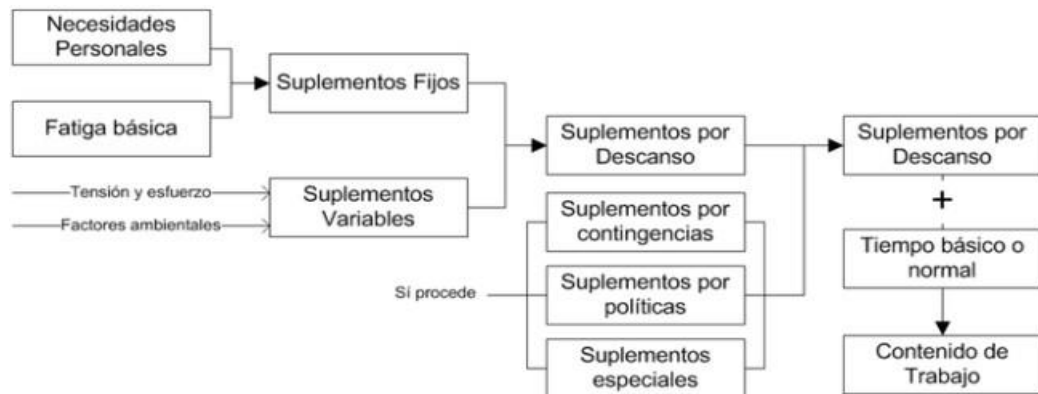 Necesidades
Personales
Fatiga básica
Tensión y esfuerzo
Factores ambientales
Suplementos Fijos
Suplementos
Variables
Sí procede
Suplementos por
Descanso
Suplementos por
contingencias
Suplementos por
políticas
Suplementos
especiales
Suplementos por
Descanso
+
Tiempo básico o
normal
Contenido de
Trabajo